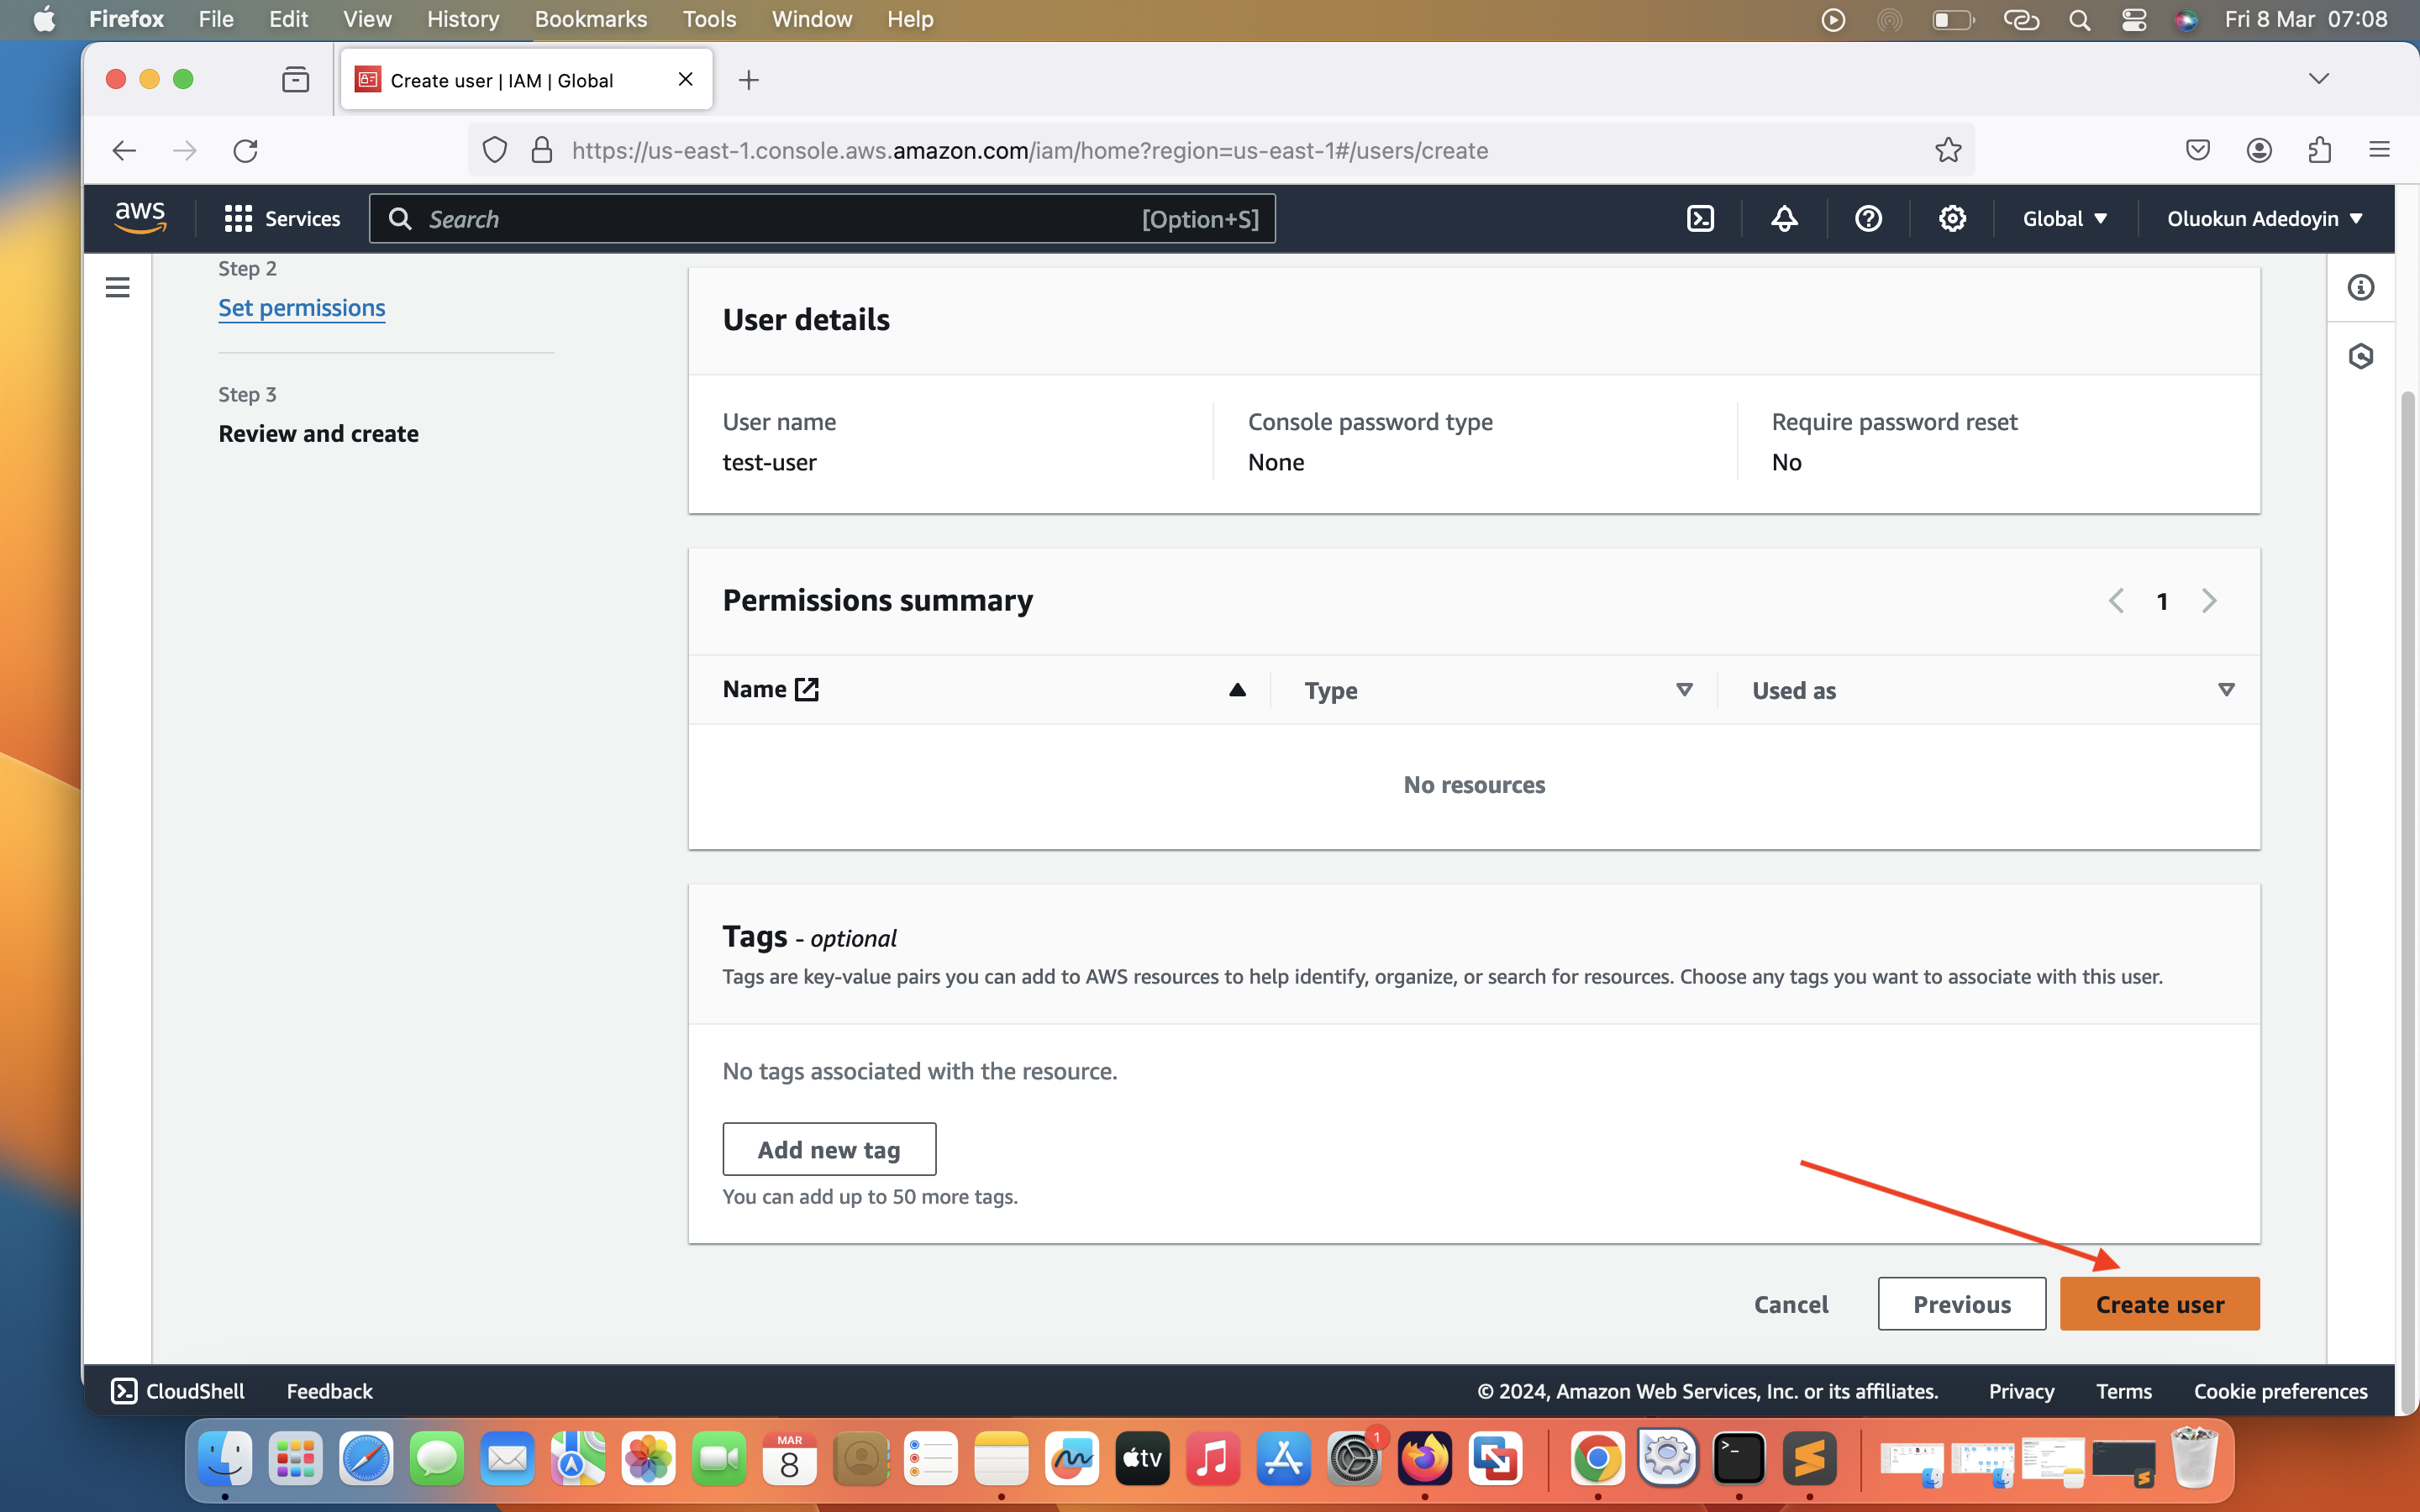 Firefox File Edit View History Bookmarks Tools Window Help Fri 8 Mar 07:08
Create user | IAM | Global
https://us-east-1.console.aws.amazon.com/iam/home?region=us-east-1#/users/create
aws Services Search [Option+S] Global Oluokun Adedoyin
Step 2
Set permissions
Step 3
Review and create
User details
User name Console password type Require password reset
test-user None No
Permissions summary 1
Name Type Used as
No resources
Tags - optional
Tags are key-value pairs you can add to AWS resources to help identify, organize, or search for resources. Choose any tags you want to associate with this user.
No tags associated with the resource.
Add new tag
You can add up to 50 more tags.
Cancel Previous Create user
CloudShell Feedback © 2024, Amazon Web Services, Inc. or its affiliates. Privacy Terms Cookie preferences
MAR
8
tv
1